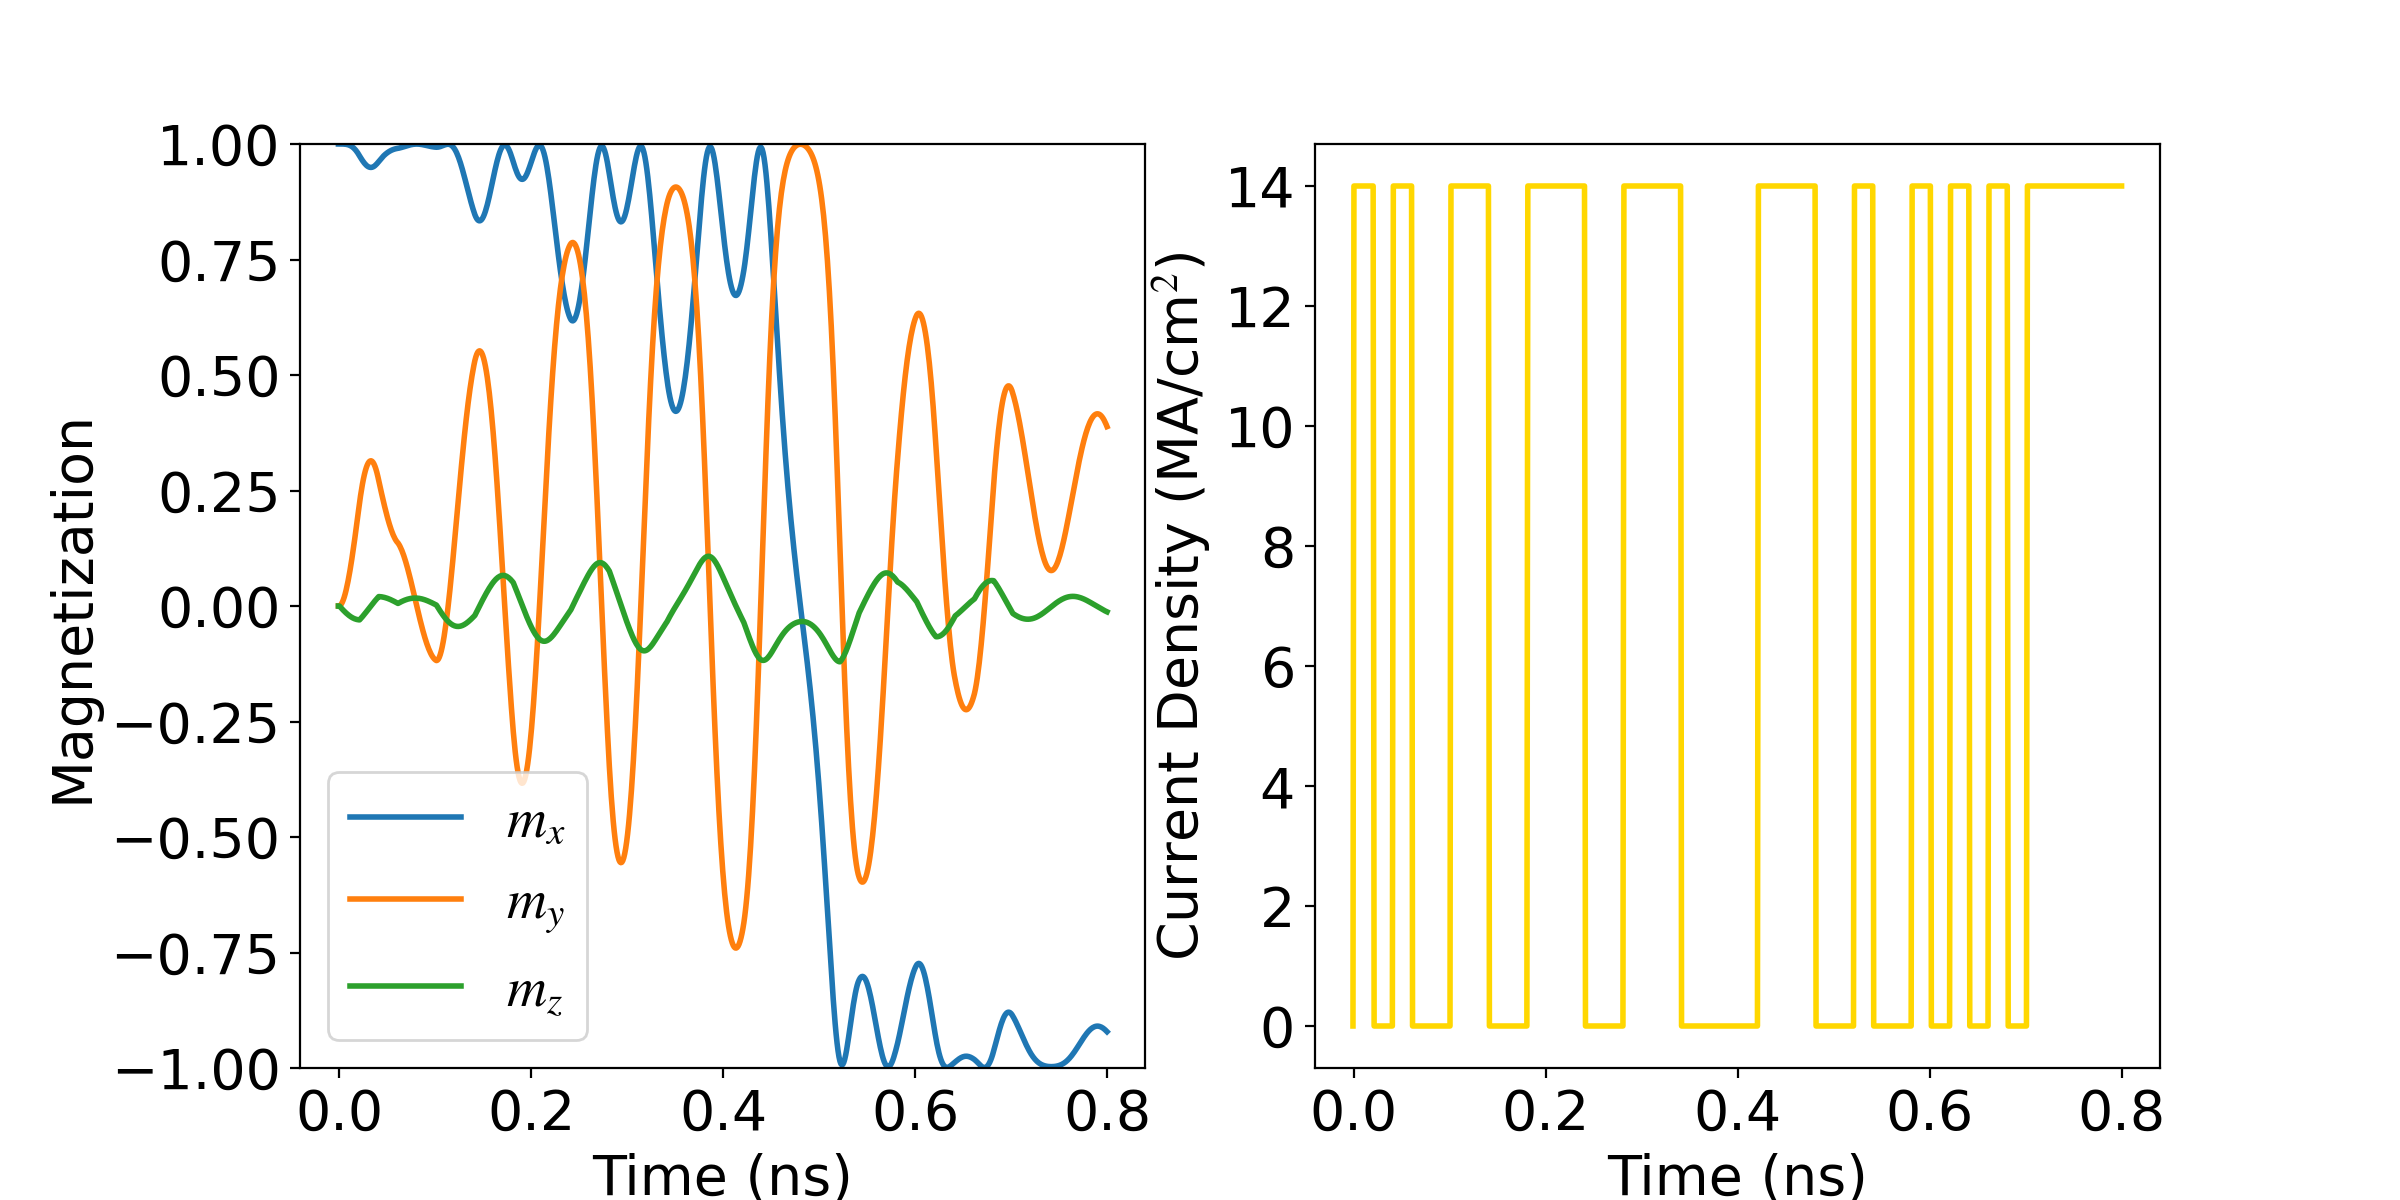 1.00
0.75
0.50
0.25
0.00
−0.25
−0.50
−0.75
−1.00
Magnetization
0.0 0.2 0.4 0.6 0.8
Time (ns)
m_x
m_y
m_z
14
12
10
8
6
4
2
0
Current Density (MA/cm²)
0.0 0.2 0.4 0.6 0.8
Time (ns)